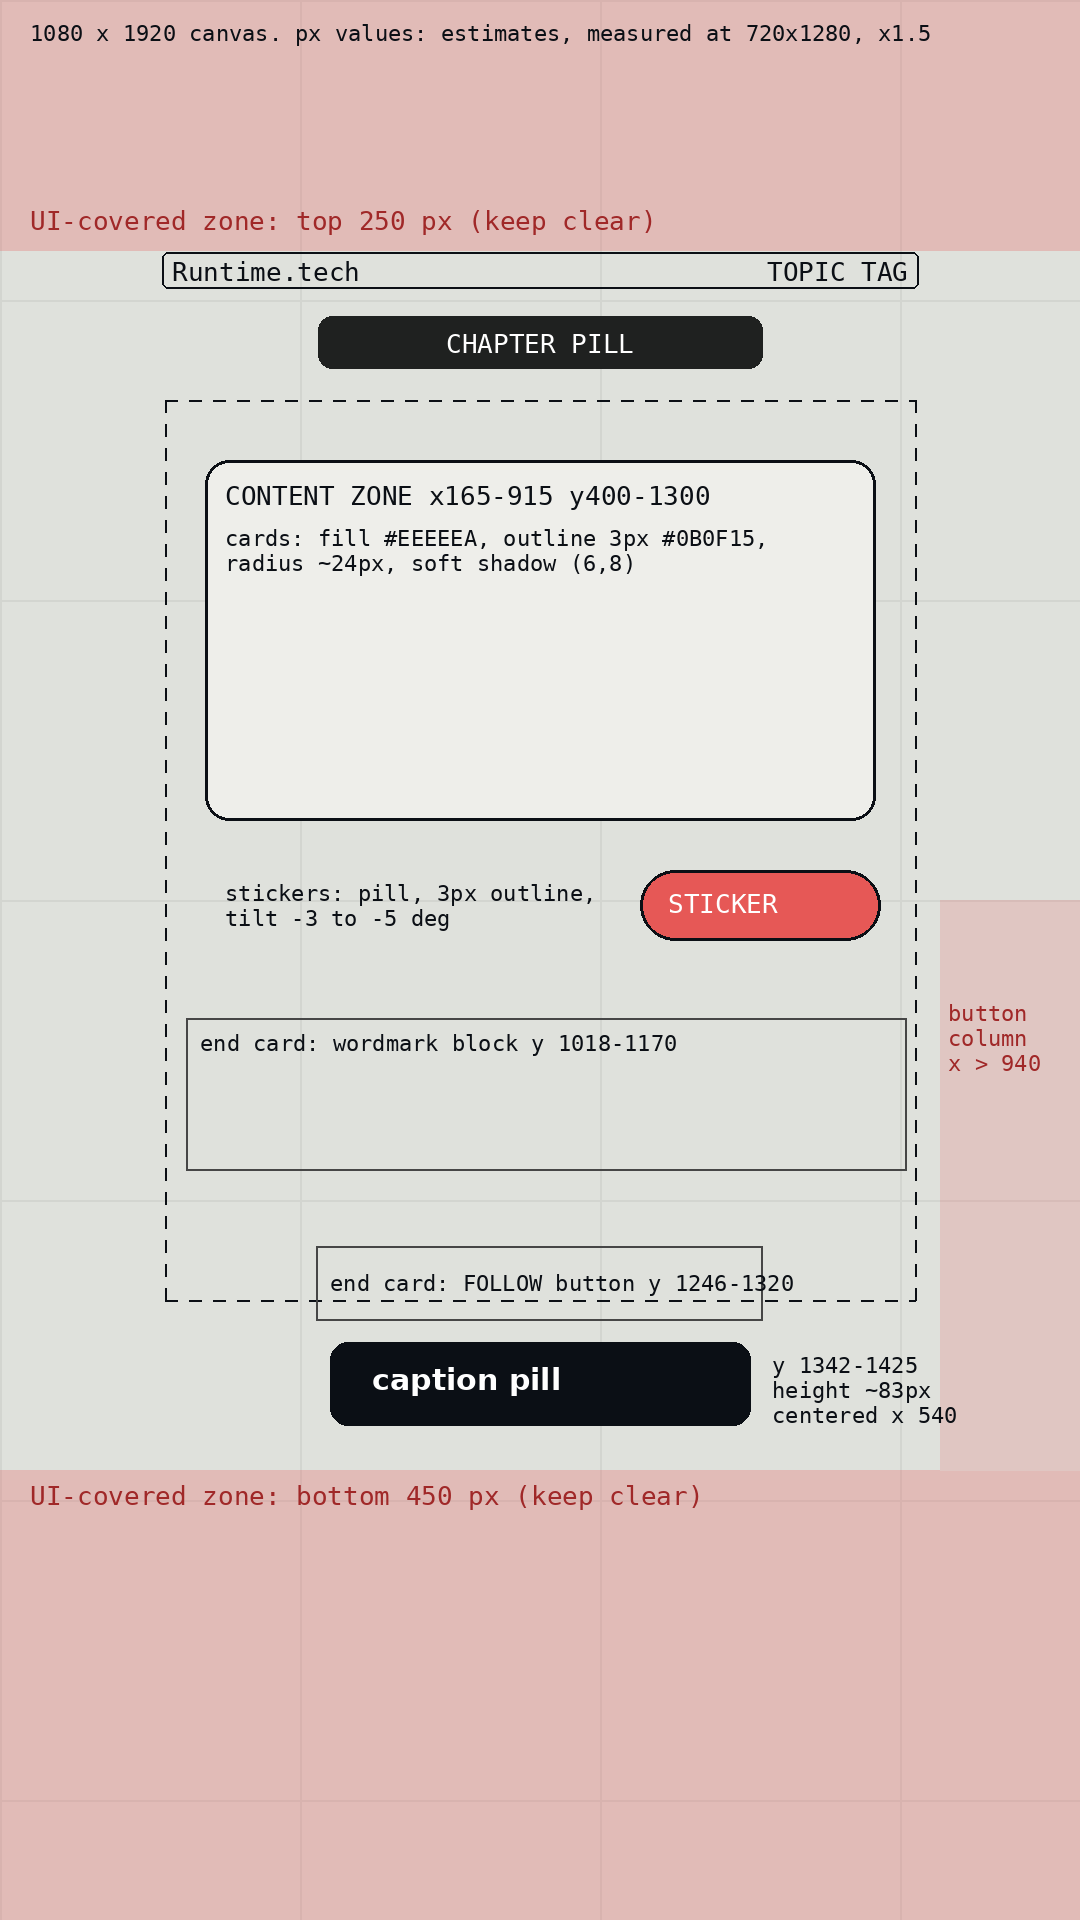 1080 x 1920 canvas. px values: estimates, measured at 720x1280, x1.5
UI-covered zone: top 250 px (keep clear)
Runtime.tech
TOPIC TAG
CHAPTER PILL
CONTENT ZONE x165-915 y400-1300
cards: fill #EEEEEA, outline 3px #0B0F15,
radius ~24px, soft shadow (6,8)
stickers: pill, 3px outline,
tilt -3 to -5 deg
STICKER
button
column
x > 940
end card: wordmark block y 1018-1170
end card: FOLLOW button y 1246-1320
caption pill
y 1342-1425
height ~83px
centered x 540
UI-covered zone: bottom 450 px (keep clear)